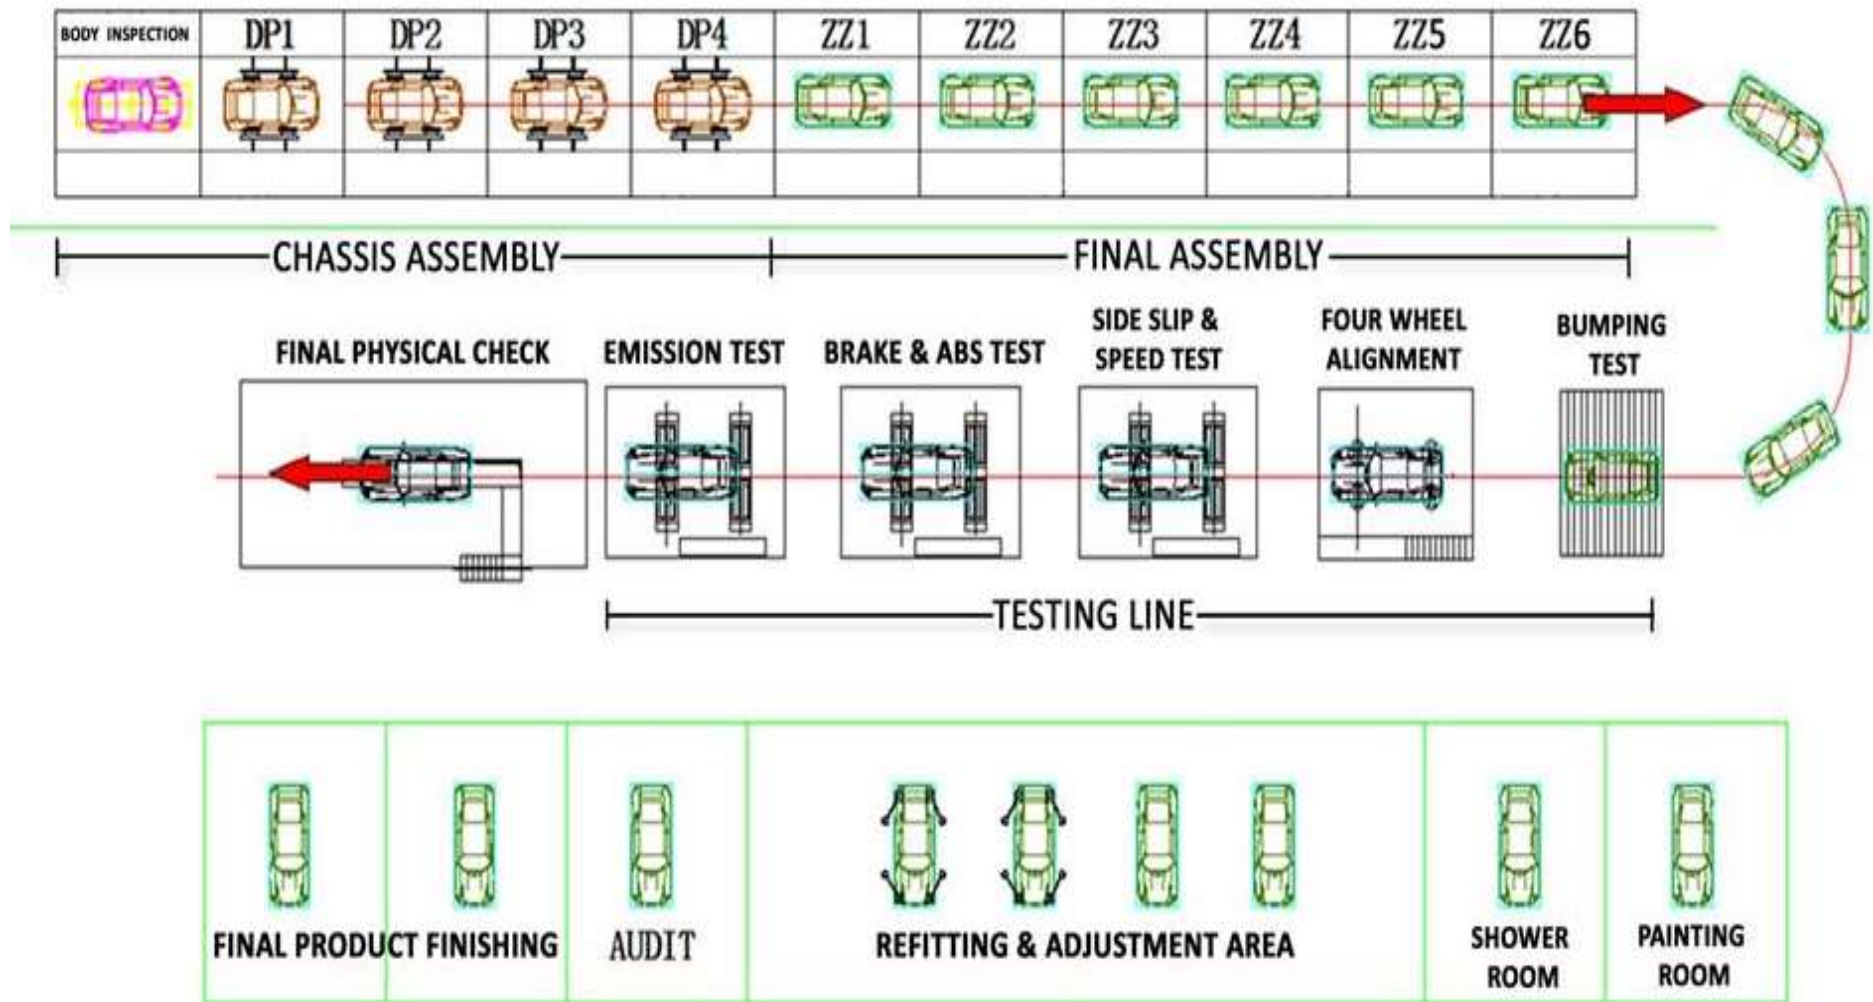 BODY INSPECTION
DP1
DP2
DP3
DP4
ZZ1
ZZ2
ZZ3
ZZ4
ZZ5
ZZ6
CHASSIS ASSEMBLY
FINAL ASSEMBLY
FINAL PHYSICAL CHECK
EMISSION TEST
BRAKE & ABS TEST
SIDE SLIP &
SPEED TEST
FOUR WHEEL
ALIGNMENT
BUMPING
TEST
TESTING LINE
FINAL PRODUCT FINISHING
AUDIT
REFITTING & ADJUSTMENT AREA
SHOWER
ROOM
PAINTING
ROOM